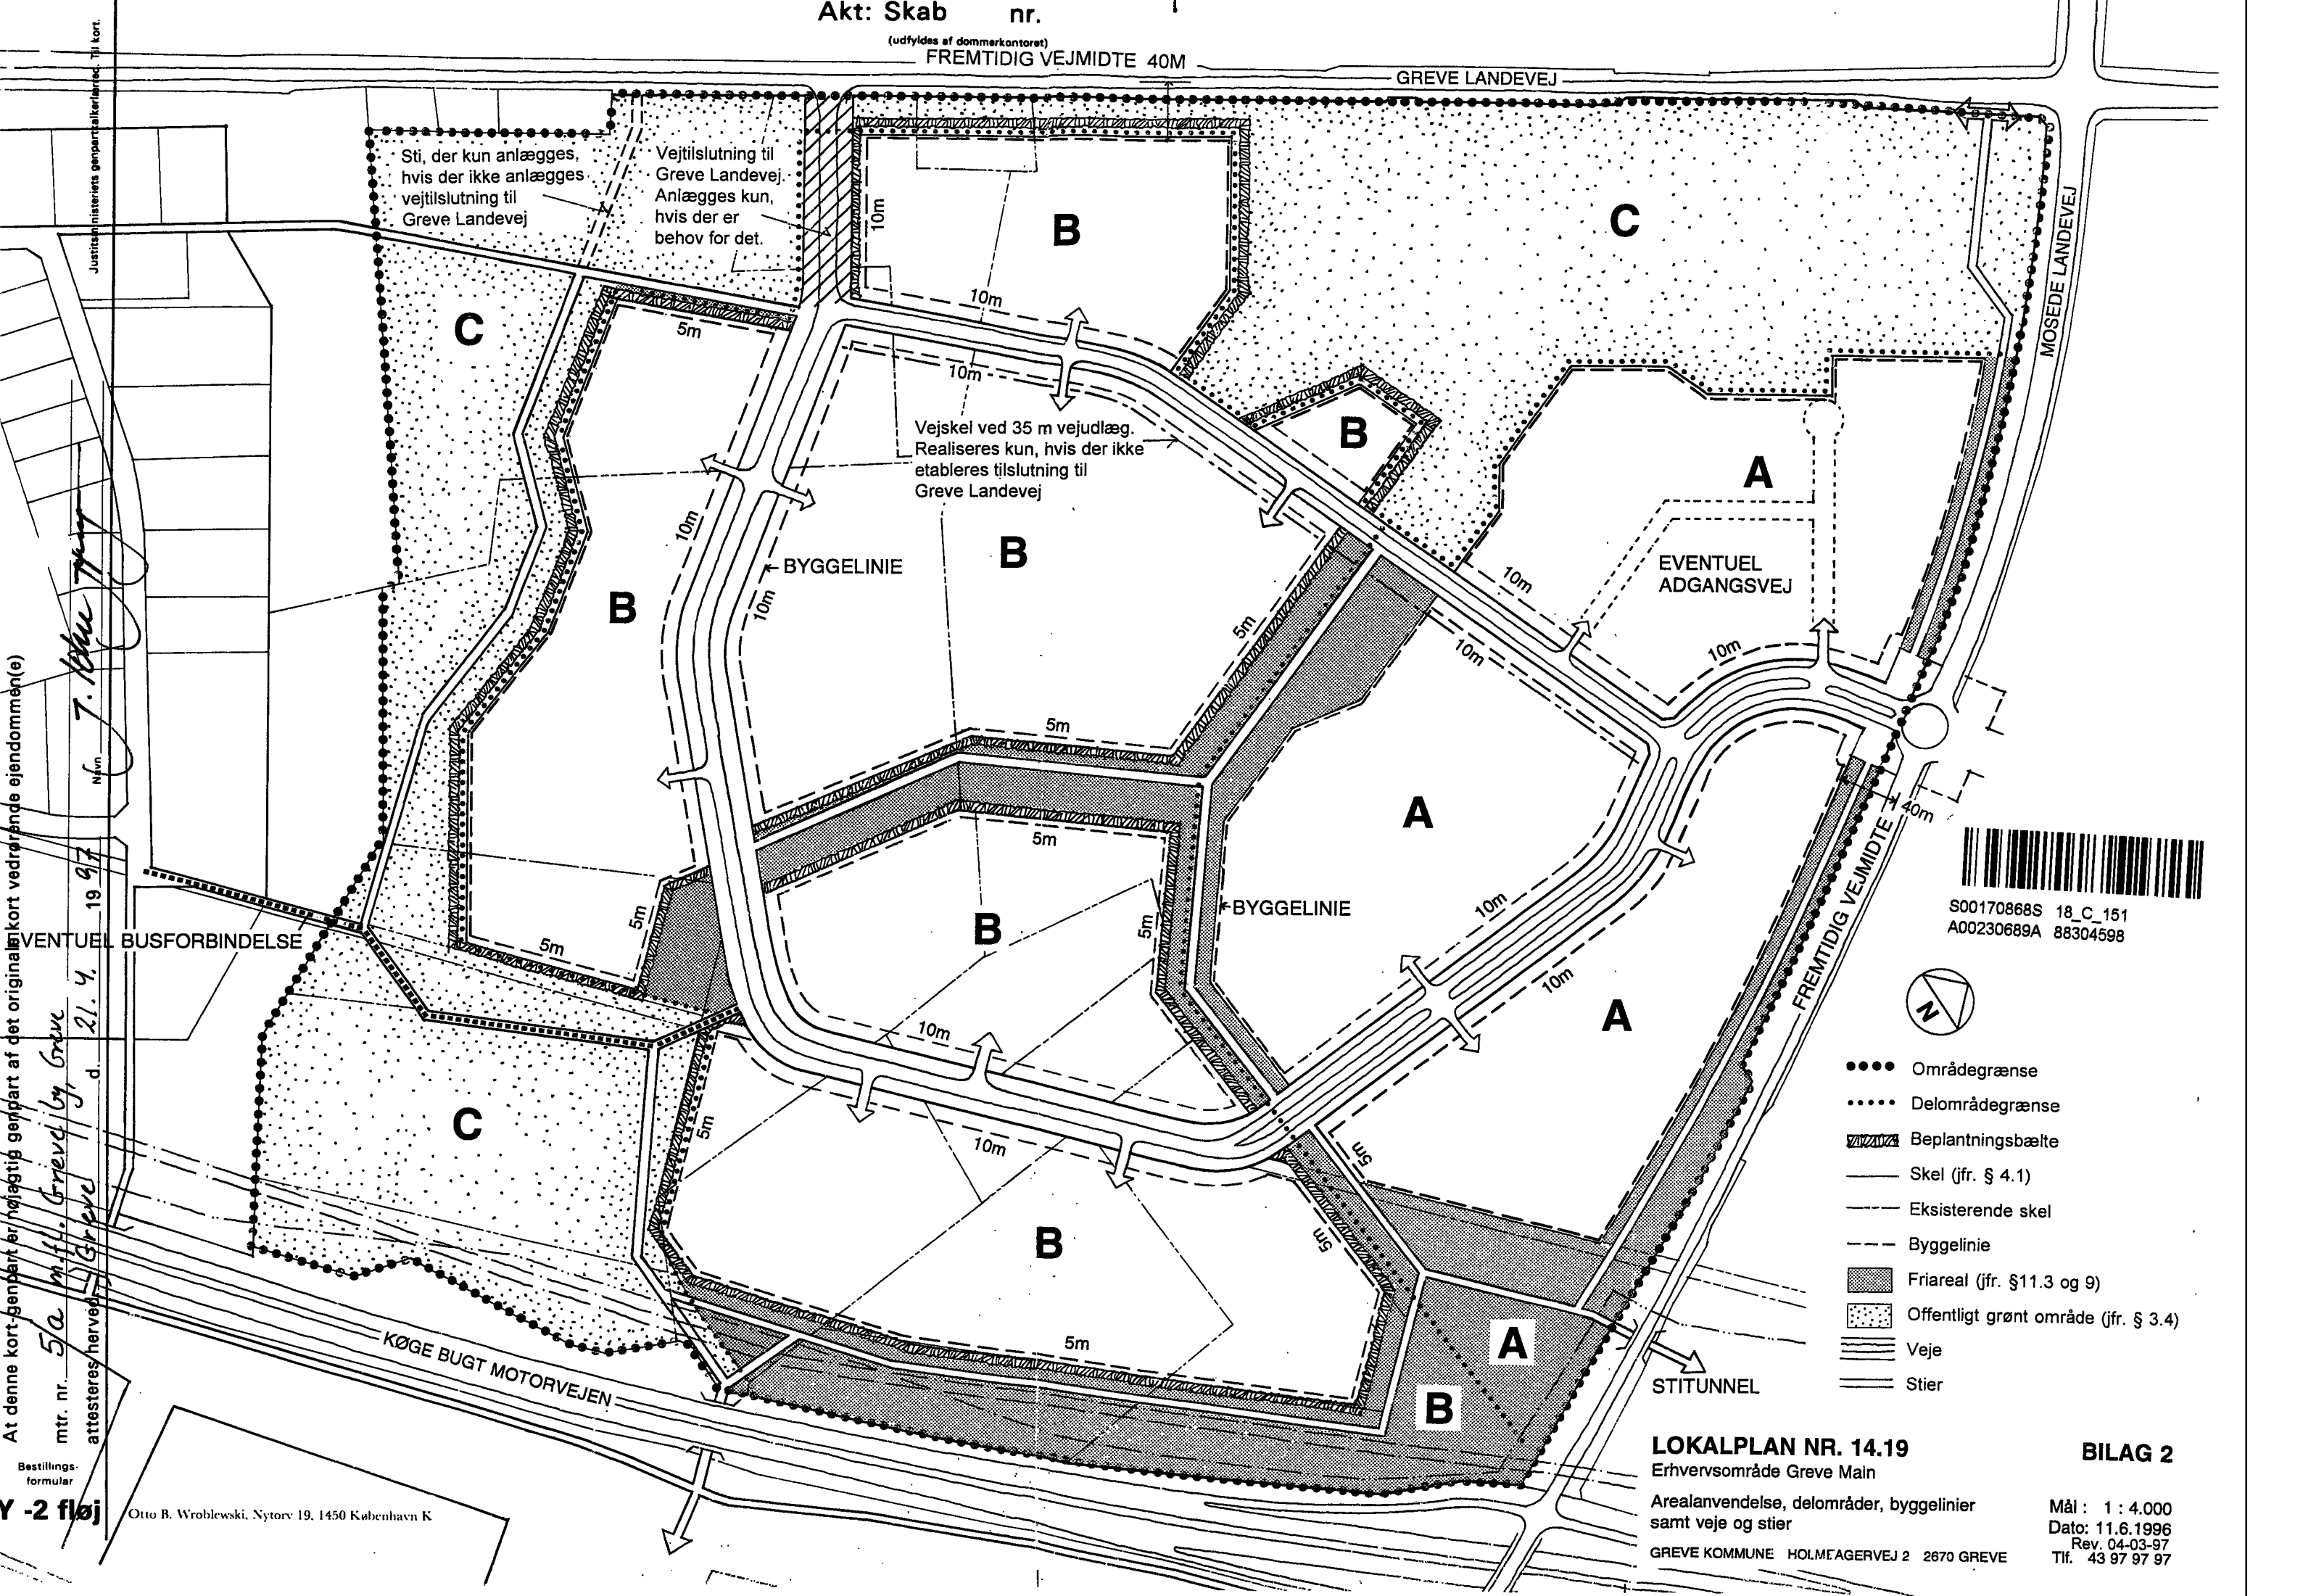 Akt: Skab nr.
(udfyldes af dommerkontoret)
FREMTIDIG VEJMIDTE 40M
GREVE LANDEVEJ
Sti, der kun anlægges,
hvis der ikke anlægges
vejtilslutning til
Greve Landevej
Vejtilslutning til
Greve Landevej.
Anlægges kun,
hvis der er
behov for det.
10m
B
C
MOSEDE LANDEVEJ
C
5m
10m
10m
B
A
Vejskel ved 35 m vejudlæg.
Realiseres kun, hvis der ikke
etableres tilslutning til
Greve Landevej
10m
BYGGELINIE
B
B
10m
5m
10m
10m
EVENTUEL
ADGANGSVEJ
10m
5m
A
40m
FREMTIDIG VEJMIDTE
5m
BYGGELINIE
B
5m
5m
5m
10m
10m
10m
A
EVENTUEL BUSFORBINDELSE
C
5m
10m
5m
5m
B
5m
A
B
KØGE BUGT MOTORVEJEN
STITUNNEL
S00170868S 18_C_151
A00230689A 88304598
N
Områdegrænse
Delområdegrænse
Beplantningsbælte
Skel (jfr. § 4.1)
Eksisterende skel
Byggelinie
Friareal (jfr. §11.3 og 9)
Offentligt grønt område (jfr. § 3.4)
Veje
Stier
LOKALPLAN NR. 14.19
BILAG 2
Erhvervsområde Greve Main
Arealanvendelse, delområder, byggelinier
samt veje og stier
Mål : 1 : 4.000
Dato: 11.6.1996
Rev. 04-03-97
GREVE KOMMUNE HOLMEAGERVEJ 2 2670 GREVE
Tlf. 43 97 97 97
Justitsministeriets genpartkalkerlærred. Til kort.
At denne kort-genpart er nøjagtig genpart af det originale kort vedrørende ejendommen(e)
mtr. nr. 5a m.fl. Greve by, Greve
attesteres herved. Greve d. 21. 4. 1997
Navn
Bestillings-
formular
Y -2 fløj
Otto B. Wroblewski, Nytorv 19, 1450 København K